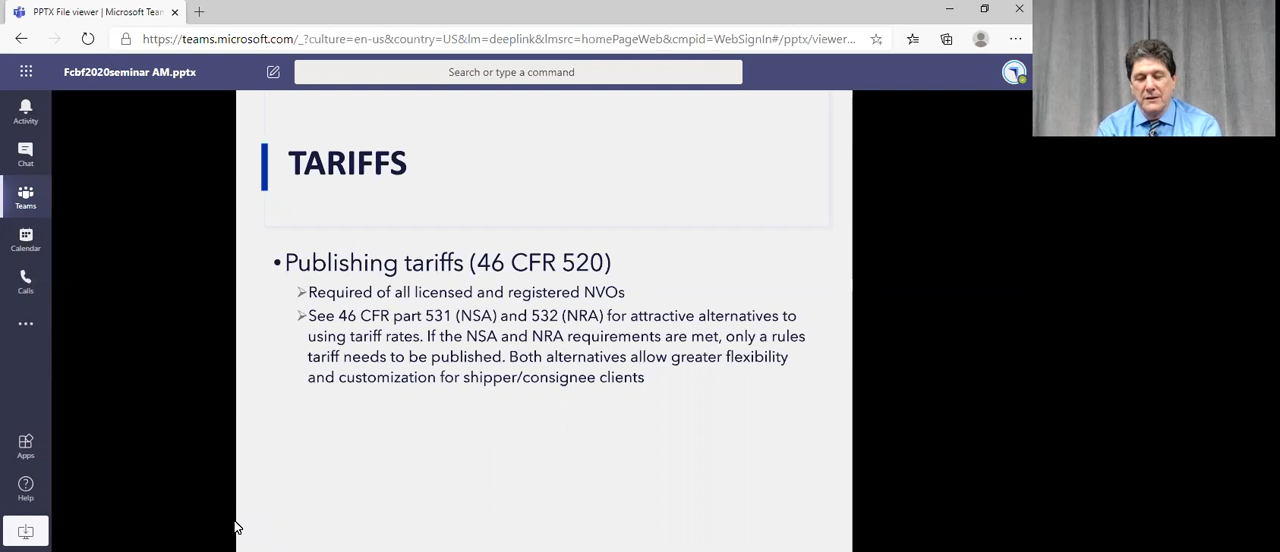 PPTX File viewer | Microsoft Team
https://teams.microsoft.com/_?culture=en-us&country=US&lm=deeplink&lmsrc=homePageWeb&cmpid=WebSignIn#/pptx/viewer...
Fcbf2020seminar AM.pptx
Search or type a command
Activity
Chat
Teams
Calendar
Calls
Apps
Help
TARIFFS
•Publishing tariffs (46 CFR 520)
➢Required of all licensed and registered NVOs
➢See 46 CFR part 531 (NSA) and 532 (NRA) for attractive alternatives to
using tariff rates. If the NSA and NRA requirements are met, only a rules
tariff needs to be published. Both alternatives allow greater flexibility
and customization for shipper/consignee clients